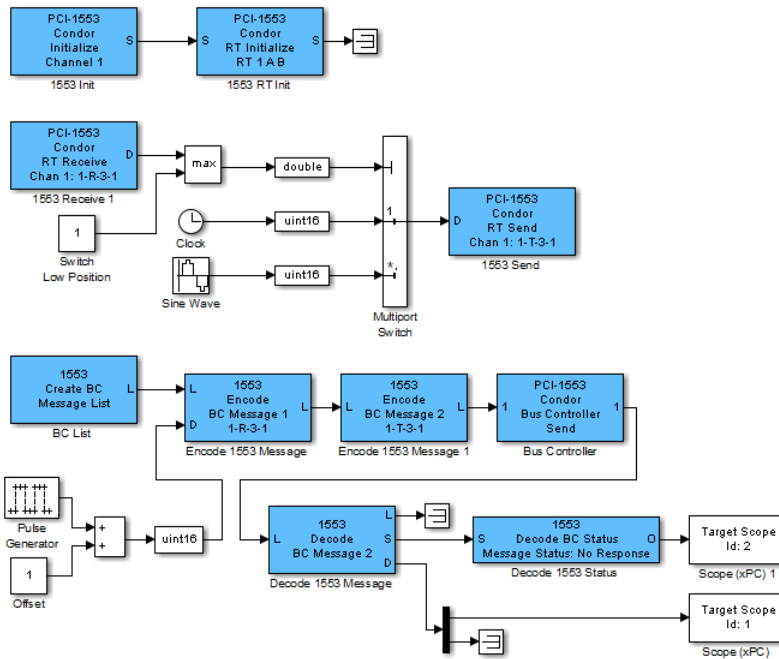 PCI-1553
Condor
Initialize
Channel 1
S
1553 Init
S
PCI-1553
Condor
RT Initialize
RT 1 A B
S
1553 RT Init
PCI-1553
Condor
RT Receive
Chan 1: 1-R-3-1
D
1553 Receive 1
max
double
1
Switch
Low Position
Clock
uint16
Sine Wave
uint16
1
*,
Multiport
Switch
D
PCI-1553
Condor
RT Send
Chan 1: 1-T-3-1
1553 Send
1553
Create BC
Message List
L
BC List
L
D
1553
Encode
BC Message 1
1-R-3-1
L
Encode 1553 Message
L
1553
Encode
BC Message 2
1-T-3-1
L
Encode 1553 Message 1
1
PCI-1553
Condor
Bus Controller
Send
1
Bus Controller
Pulse
Generator
+
+
1
Offset
uint16
L
1553
Decode
BC Message 2
L
S
D
Decode 1553 Message
S
1553
Decode BC Status
Message Status: No Response
O
Decode 1553 Status
Target Scope
Id: 2
Scope (xPC) 1
Target Scope
Id: 1
Scope (xPC)